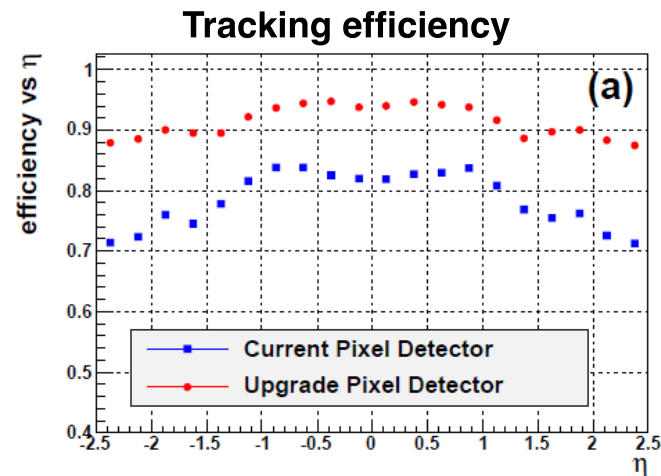 Tracking efficiency
efficiency vs η
(a)
1
0.9
0.8
0.7
0.6
0.5
0.4
Current Pixel Detector
Upgrade Pixel Detector
-2.5 -2 -1.5 -1 -0.5 0 0.5 1 1.5 2 2.5
η